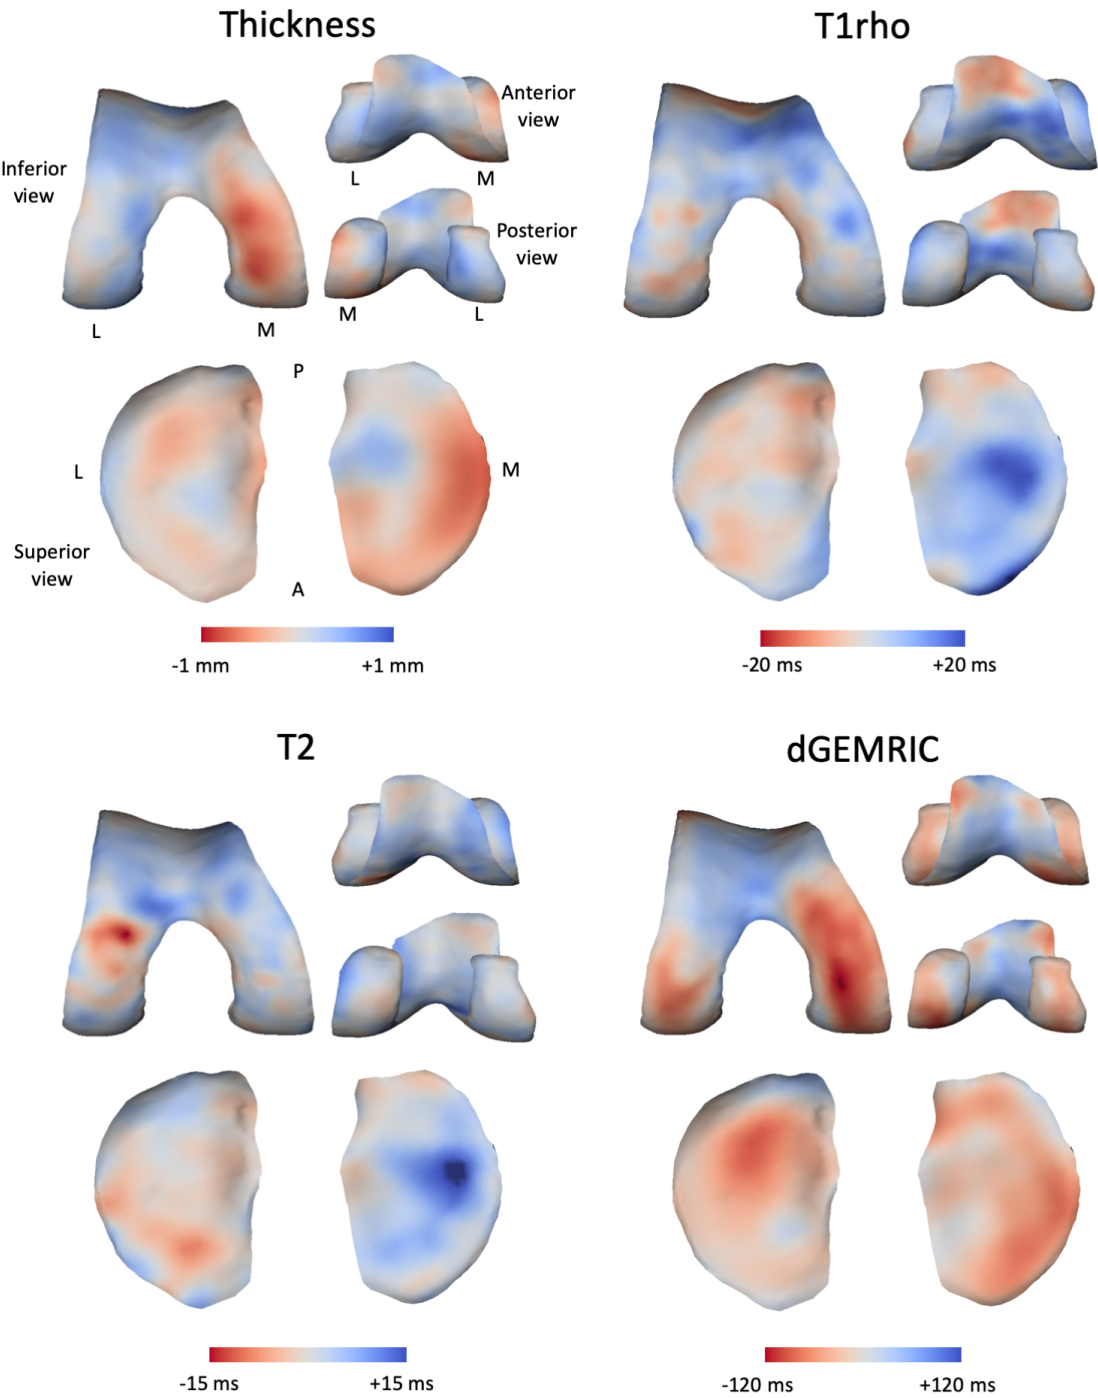 Thickness
T1rho
Anterior
view
L
M
Inferior
view
Posterior
view
M
L
L
M
P
L
M
Superior
view
A
-1 mm
+1 mm
-20 ms
+20 ms
T2
dGEMRIC
-15 ms
+15 ms
-120 ms
+120 ms